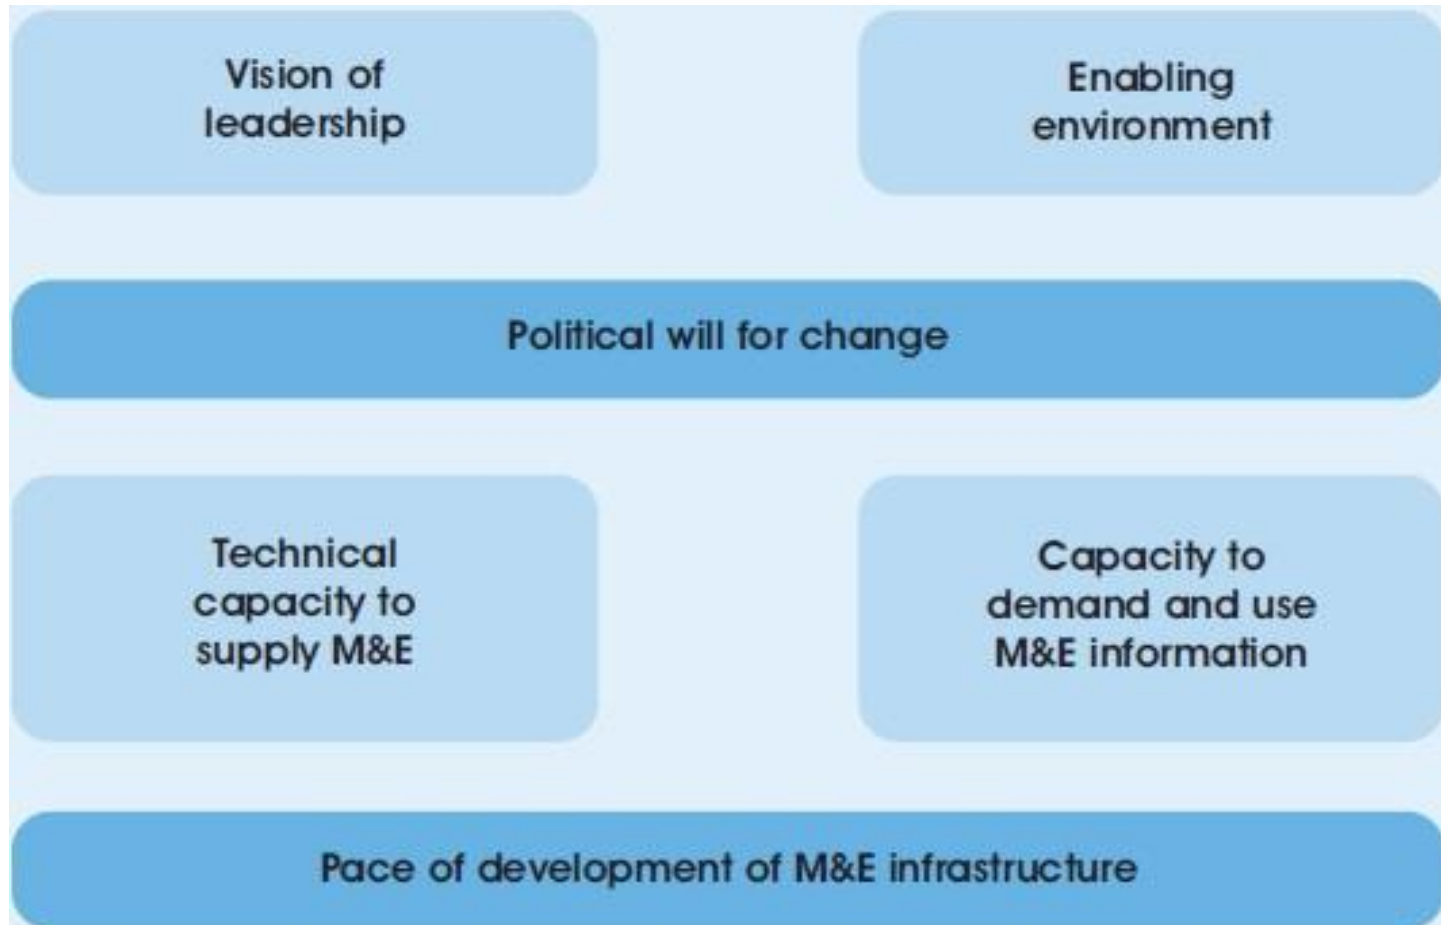 Vision of
leadership
Enabling
environment
Political will for change
Technical
capacity to
supply M&E
Capacity to
demand and use
M&E information
Pace of development of M&E infrastructure